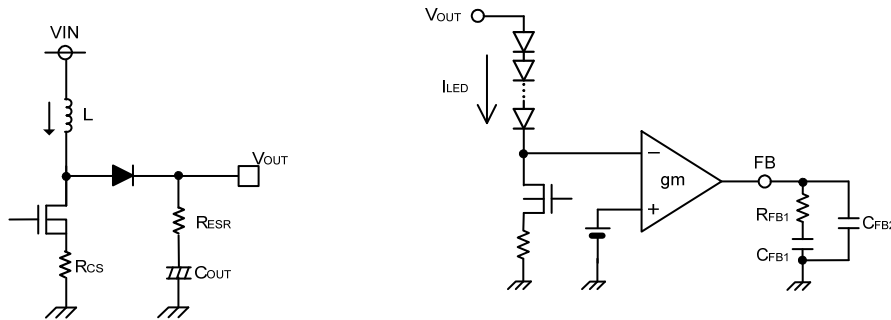 VIN
L
VOUT
RESR
RCS
COUT
VOUT
ILED
−
gm
+
FB
RFB1
CFB1
CFB2